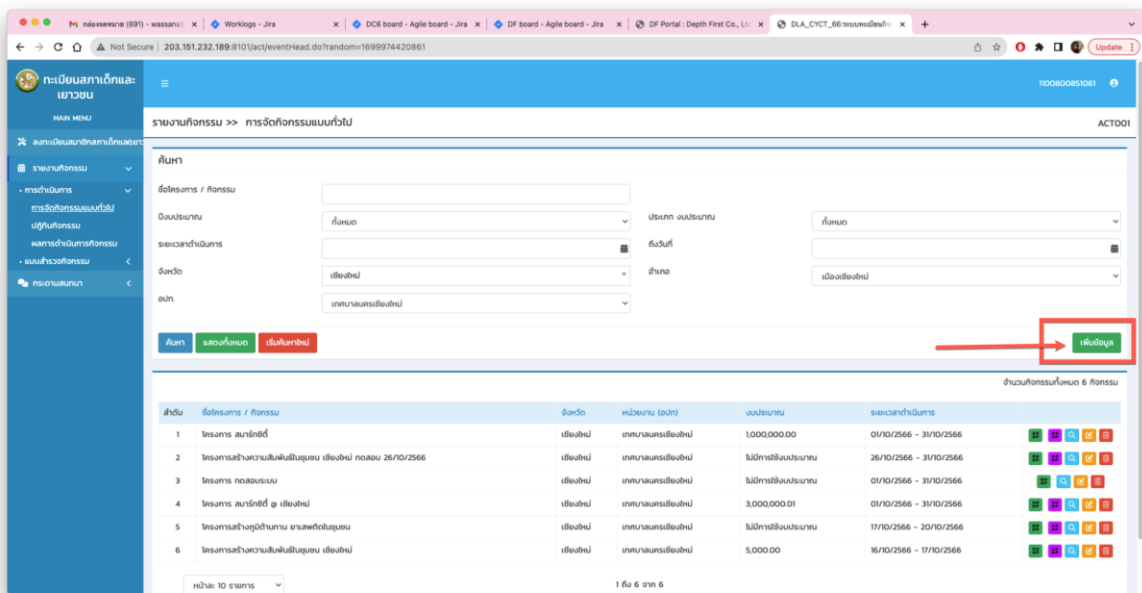 กล่องจดหมาย (691) - wassana
Worklogs - Jira
DC6 board - Agile board - Jira
DF board - Agile board - Jira
DF Portal : Depth First Co., Lt
DLA_CYCT_66:ระบบทะเบียน
Not Secure 203.151.232.189:8101/act/eventHead.do?random=1699974420861
Update
ทะเบียนสภาเด็กและ
เยาวชน
1100800851061
MAIN MENU
รายงานกิจกรรม >> การจัดกิจกรรมแบบทั่วไป
ACT001
ลงทะเบียนสมาชิกสภาเด็กและเยาว
ค้นหา
รายงานกิจกรรม
• การดำเนินการ
ชื่อโครงการ / กิจกรรม
การจัดกิจกรรมแบบทั่วไป
ปีงบประมาณ ทั้งหมด ประเภท งบประมาณ ทั้งหมด
ปฏิทินกิจกรรม
ผลการดำเนินการกิจกรรม
ระยะเวลาดำเนินการ ถึงวันที่
• แบบสำรวจกิจกรรม
จังหวัด เชียงใหม่ อำเภอ เมืองเชียงใหม่
กระดานสนทนา
อปท. เทศบาลนครเชียงใหม่
ค้นหา แสดงทั้งหมด เริ่มค้นหาใหม่ เพิ่มข้อมูล
จำนวนกิจกรรมทั้งหมด 6 กิจกรรม
ลำดับ ชื่อโครงการ / กิจกรรม จังหวัด หน่วยงาน (อปท) งบประมาณ ระยะเวลาดำเนินการ
1 โครงการ สมาร์ทซิตี้ เชียงใหม่ เทศบาลนครเชียงใหม่ 1,000,000.00 01/10/2566 - 31/10/2566
2 โครงการสร้างความสัมพันธ์ในชุมชน เชียงใหม่ ทดสอบ 26/10/2566 เชียงใหม่ เทศบาลนครเชียงใหม่ ไม่มีการใช้งบประมาณ 26/10/2566 - 31/10/2566
3 โครงการ ทดสอบระบบ เชียงใหม่ เทศบาลนครเชียงใหม่ ไม่มีการใช้งบประมาณ 01/10/2566 - 31/10/2566
4 โครงการ สมาร์ทซิตี้ @ เชียงใหม่ เชียงใหม่ เทศบาลนครเชียงใหม่ 3,000,000.01 01/10/2566 - 31/10/2566
5 โครงการสร้างภูมิต้านทาน ยาเสพติดในชุมชน เชียงใหม่ เทศบาลนครเชียงใหม่ ไม่มีการใช้งบประมาณ 17/10/2566 - 20/10/2566
6 โครงการสร้างความสัมพันธ์ในชุมชน เชียงใหม่ เชียงใหม่ เทศบาลนครเชียงใหม่ 5,000.00 16/10/2566 - 17/10/2566
หน้าละ 10 รายการ 1 ถึง 6 จาก 6